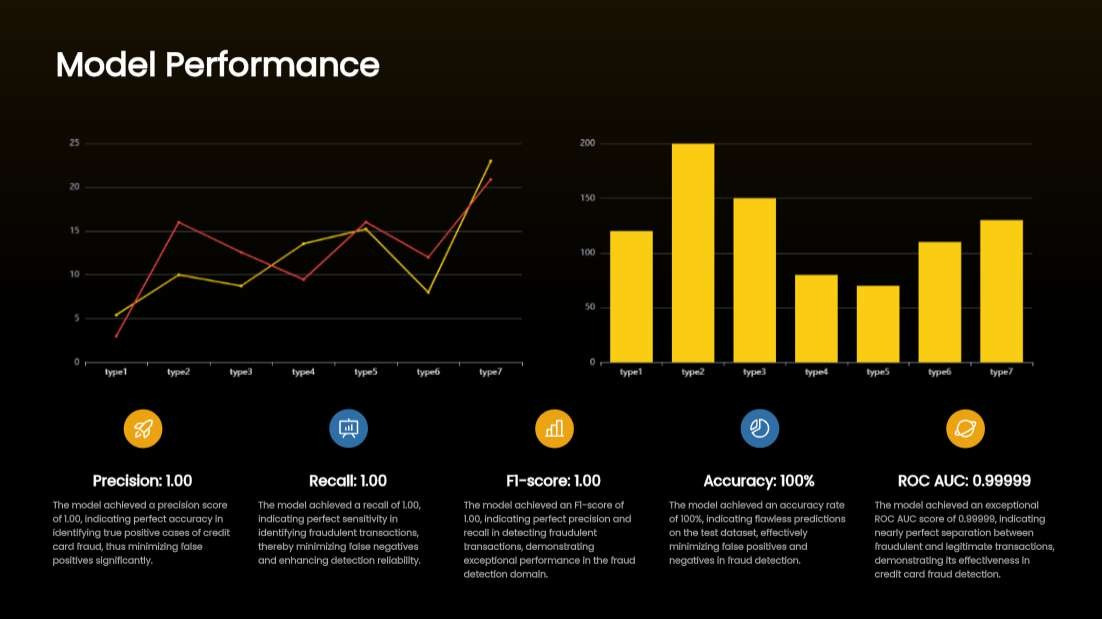 Model Performance
25
20
15
10
5
0
type1 type2 type3 type4 type5 type6 type7
200
150
100
50
0
type1 type2 type3 type4 type5 type6 type7
Precision: 1.00
The model achieved a precision score
of 1.00, indicating perfect accuracy in
identifying true positive cases of credit
card fraud, thus minimizing false
positives significantly.
Recall: 1.00
The model achieved a recall of 1.00,
indicating perfect sensitivity in
identifying fraudulent transactions,
thereby minimizing false negatives
and enhancing detection reliability.
F1-score: 1.00
The model achieved an F1-score of
1.00, indicating perfect precision and
recall in detecting fraudulent
transactions, demonstrating
exceptional performance in the fraud
detection domain.
Accuracy: 100%
The model achieved an accuracy rate
of 100%, indicating flawless predictions
on the test dataset, effectively
minimizing false positives and
negatives in fraud detection.
ROC AUC: 0.99999
The model achieved an exceptional
ROC AUC score of 0.99999, indicating
nearly perfect separation between
fraudulent and legitimate transactions,
demonstrating its effectiveness in
credit card fraud detection.